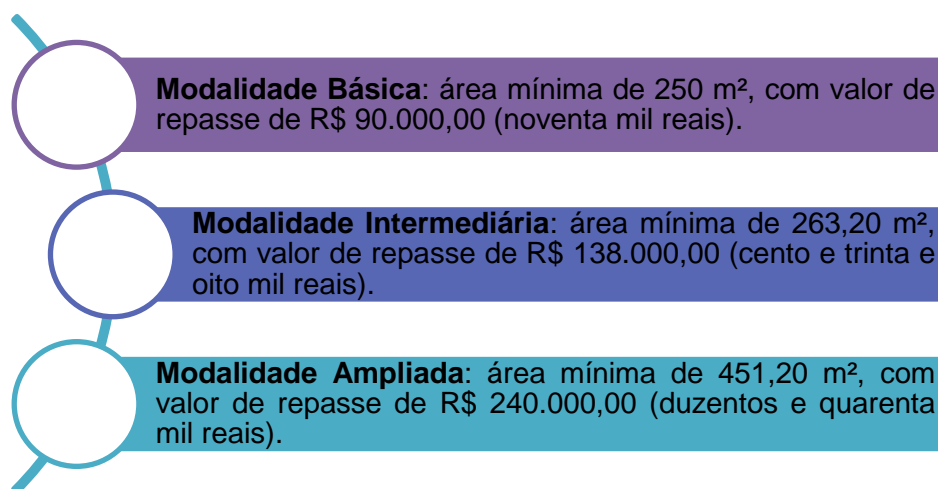 Modalidade Básica: área mínima de 250 m², com valor de
repasse de R$ 90.000,00 (noventa mil reais).
Modalidade Intermediária: área mínima de 263,20 m²,
com valor de repasse de R$ 138.000,00 (cento e trinta e
oito mil reais).
Modalidade Ampliada: área mínima de 451,20 m², com
valor de repasse de R$ 240.000,00 (duzentos e quarenta
mil reais).